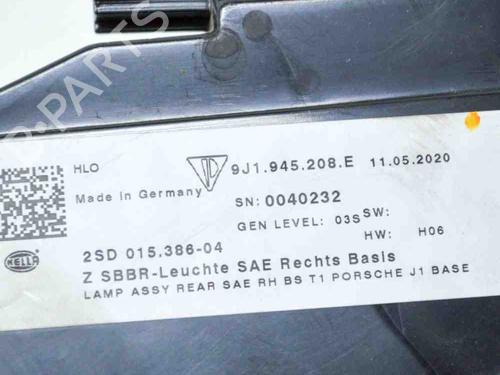 PARTS
HLO
9J1.945.208.E 11.05.2020
Made in Germany
SN: 0040232
GEN LEVEL: 03S SW:
HW: H06
HELLA
2SD 015.386-04
Z SBBR-Leuchte SAE Rechts Basis
LAMP ASSY REAR SAE RH BS T1 PORSCHE J1 BASE